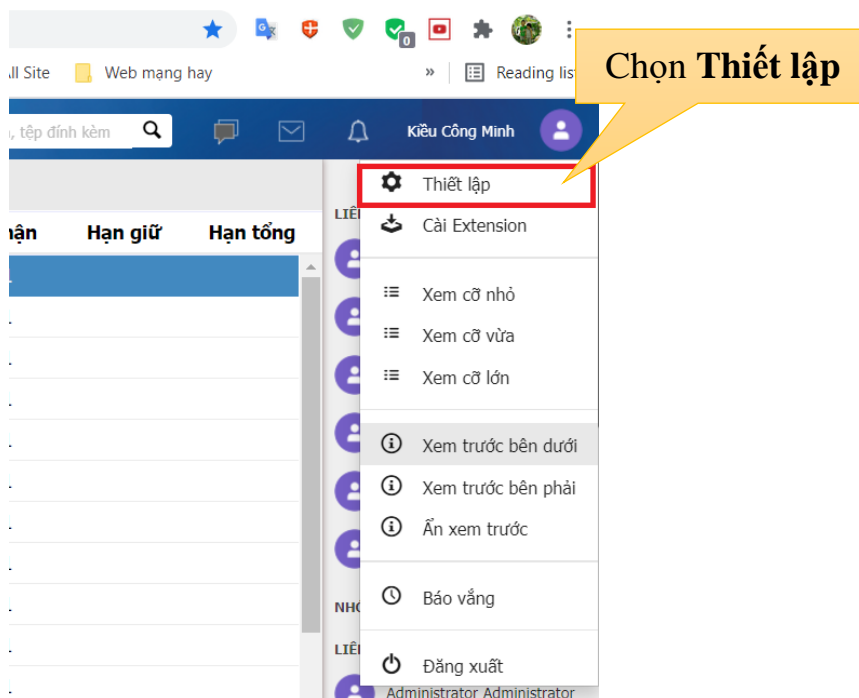 Chọn Thiết lập
All Site
Web mạng hay
»
Reading list
0
tệp đính kèm
Kiều Công Minh
Hạn giữ
Hạn tổng
Thiết lập
Cài Extension
Xem cỡ nhỏ
Xem cỡ vừa
Xem cỡ lớn
Xem trước bên dưới
Xem trước bên phải
Ẩn xem trước
Báo vắng
Đăng xuất
Administrator Administrator